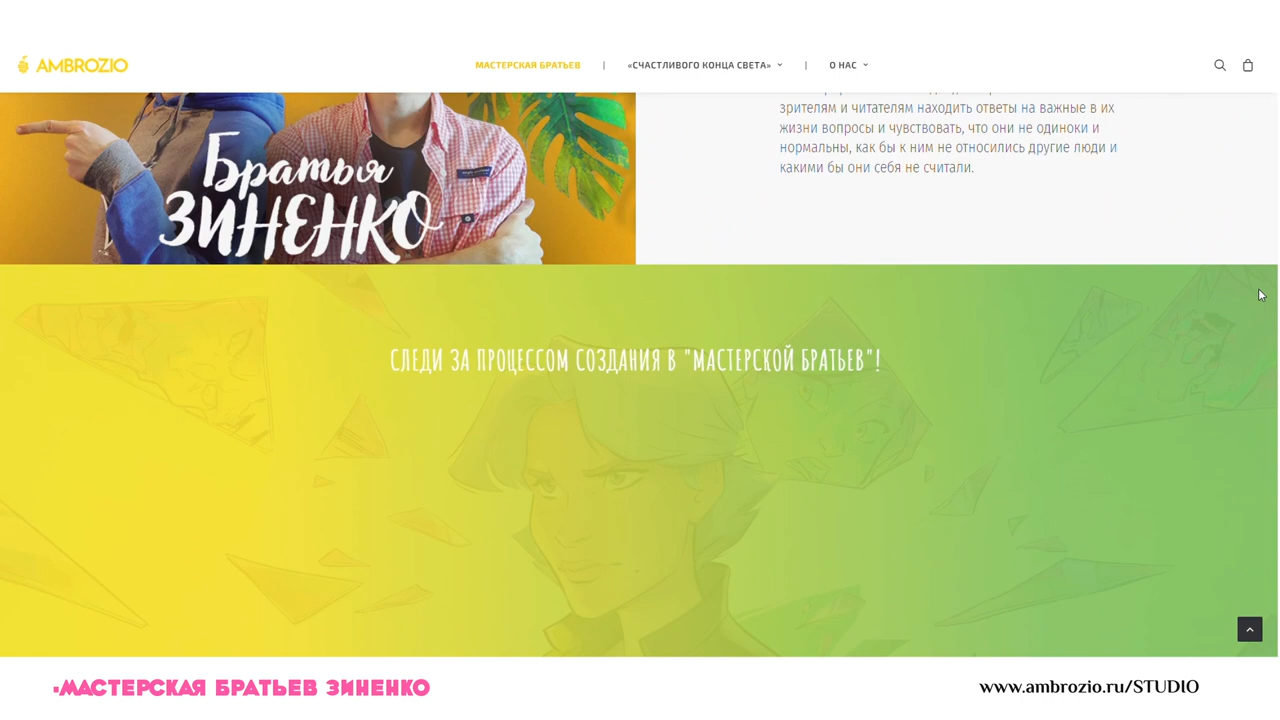 AMBROZIO
МАСТЕРСКАЯ БРАТЬЕВ | «СЧАСТЛИВОГО КОНЦА СВЕТА» | О НАС
зрителям и читателям находить ответы на важные в их
жизни вопросы и чувствовать, что они не одиноки и
нормальны, как бы к ним не относились другие люди и
какими бы они себя не считали.
Братья
ЗИНЕНКО
СЛЕДИ ЗА ПРОЦЕССОМ СОЗДАНИЯ В "МАСТЕРСКОЙ БРАТЬЕВ"!
·МАСТЕРСКАЯ БРАТЬЕВ ЗИНЕНКО
www.ambrozio.ru/STUDIO